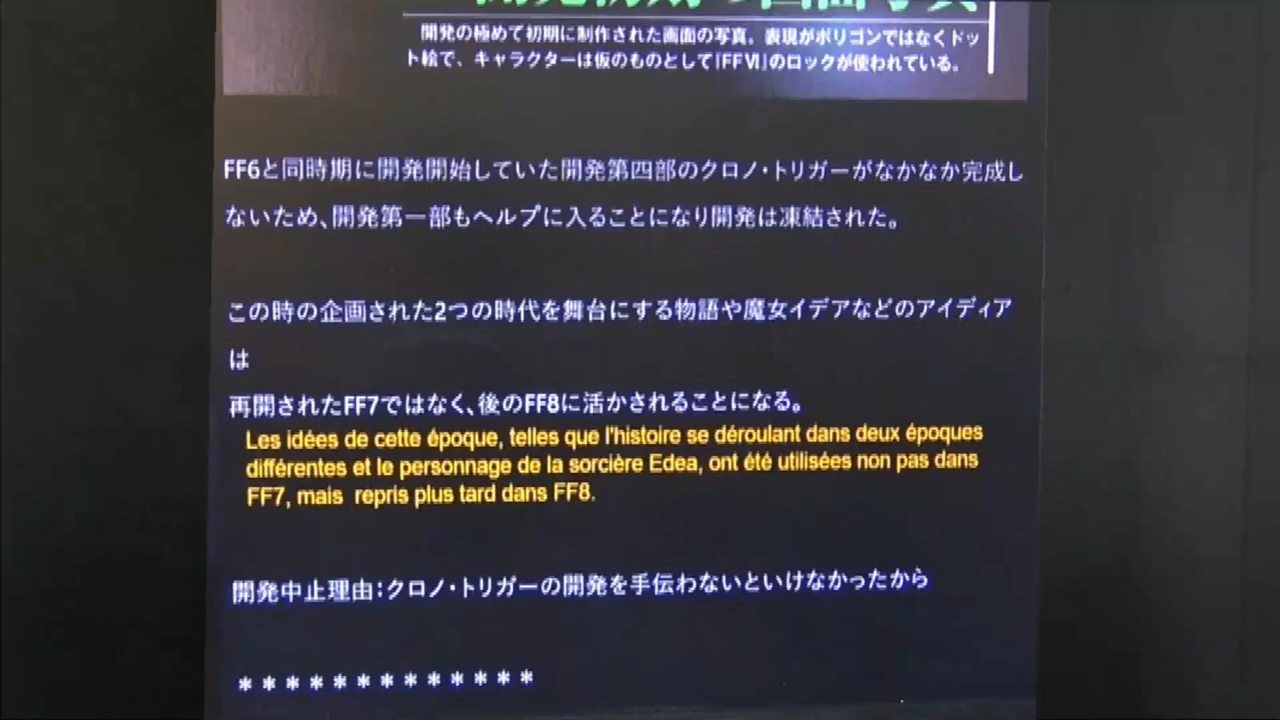 開発の極めて初期に制作された画面の写真。表現がポリゴンではなくドッ
ト絵で、キャラクターは仮のものとして「FFⅥ」のロックが使われている。
FF6と同時期に開発開始していた開発第四部のクロノ・トリガーがなかなか完成し
ないため、開発第一部もヘルプに入ることになり開発は凍結された。
この時の企画された2つの時代を舞台にする物語や魔女イデアなどのアイディア
は
再開されたFF7ではなく、後のFF8に活かされることになる。
Les idées de cette époque, telles que l'histoire se déroulant dans deux époques
différentes et le personnage de la sorcière Edea, ont été utilisées non pas dans
FF7, mais repris plus tard dans FF8.
開発中止理由：クロノ・トリガーの開発を手伝わないといけなかったから
＊＊＊＊＊＊＊＊＊＊＊＊＊